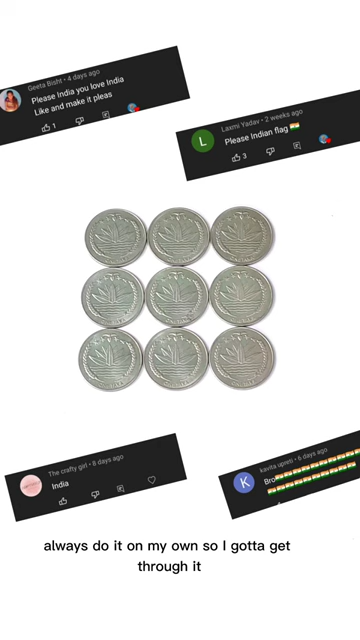 Geeta Bisht • 4 days ago
Please India you love India
Like and make it pleas
1
L
Laxmi Yadav • 2 weeks ago
Please Indian flag 🇮🇳
3
The crafty girl • 8 days ago
India
K
kavita upreti • 6 days ago
Bro🇮🇳🇮🇳🇮🇳🇮🇳🇮🇳🇮🇳🇮🇳🇮🇳
🇮🇳🇮🇳🇮🇳🇮🇳🇮🇳🇮🇳🇮🇳🇮🇳
always do it on my own so I gotta get
through it